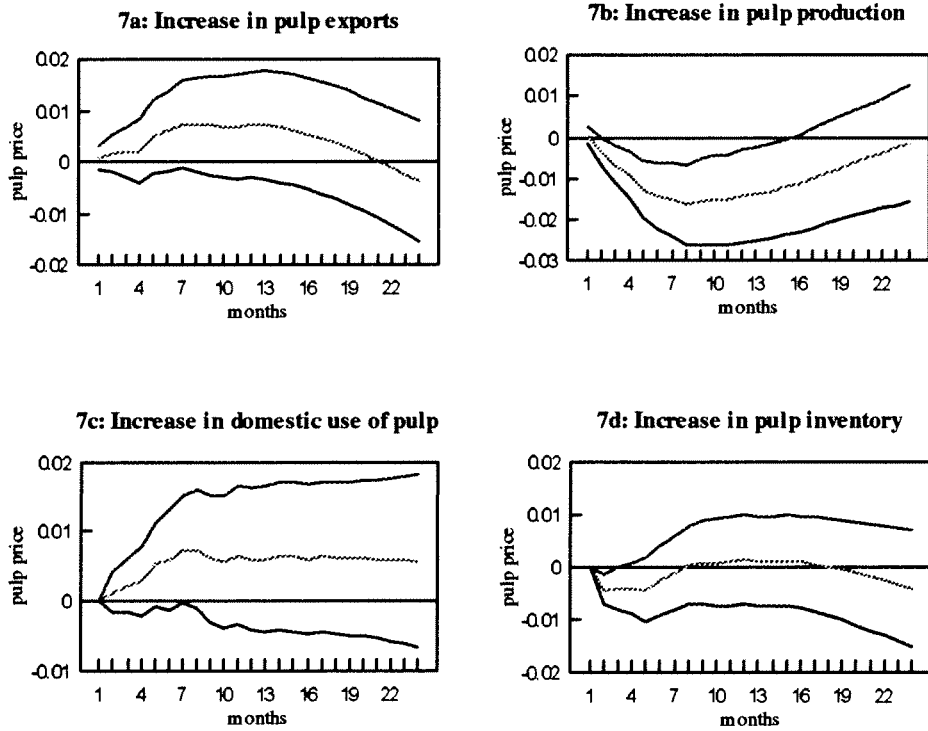 7a: Increase in pulp exports
pulp price
0.02
0.01
0
-0.01
-0.02
1 4 7 10 13 16 19 22
months
7b: Increase in pulp production
pulp price
0.02
0.01
0
-0.01
-0.02
-0.03
1 4 7 10 13 16 19 22
months
7c: Increase in domestic use of pulp
pulp price
0.02
0.01
0
-0.01
1 4 7 10 13 16 19 22
months
7d: Increase in pulp inventory
pulp price
0.02
0.01
0
-0.01
-0.02
1 4 7 10 13 16 19 22
months